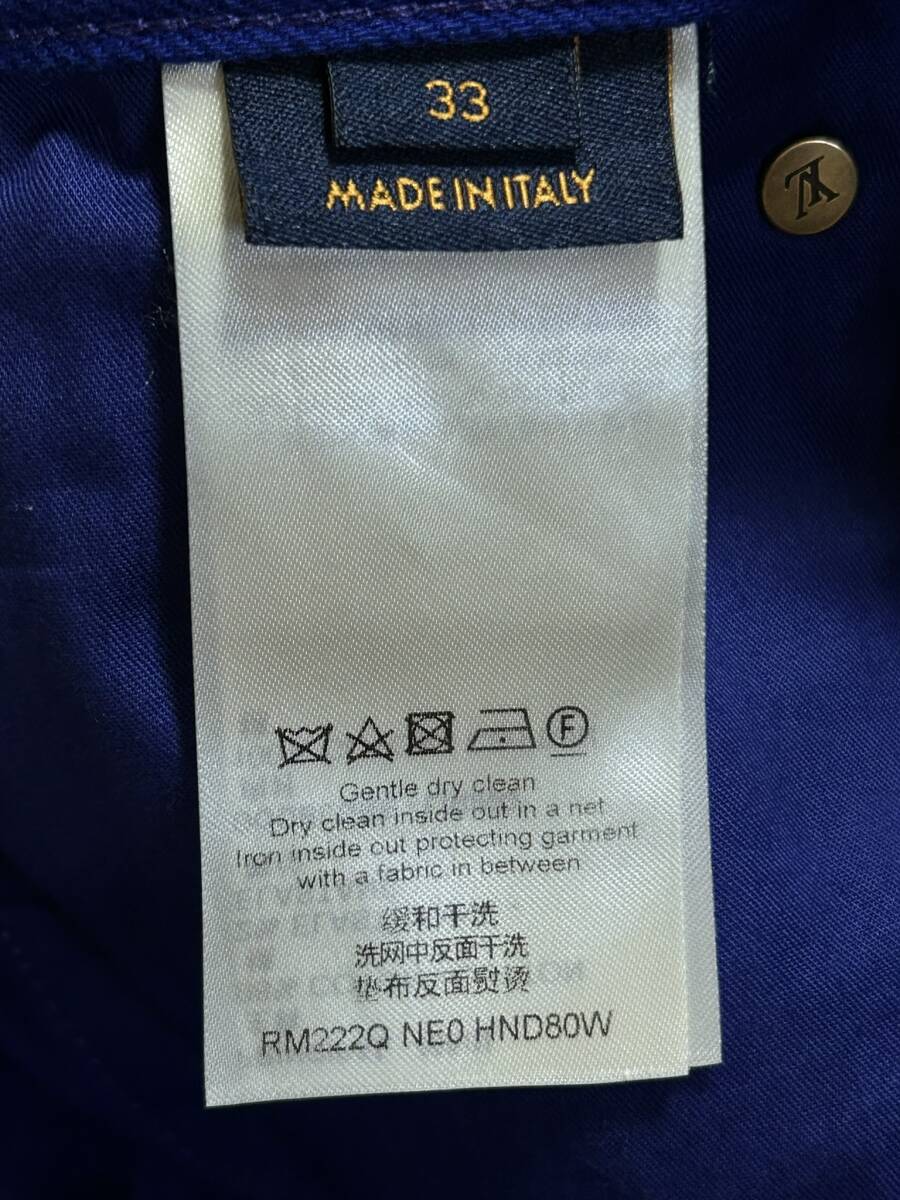 33
MADE IN ITALY
LV
F
Gentle dry clean
Dry clean inside out in a net
Iron inside out protecting garment
with a fabric in between
缓和干洗
洗网中反面干洗
垫布反面熨烫
RM222Q NE0 HND80W